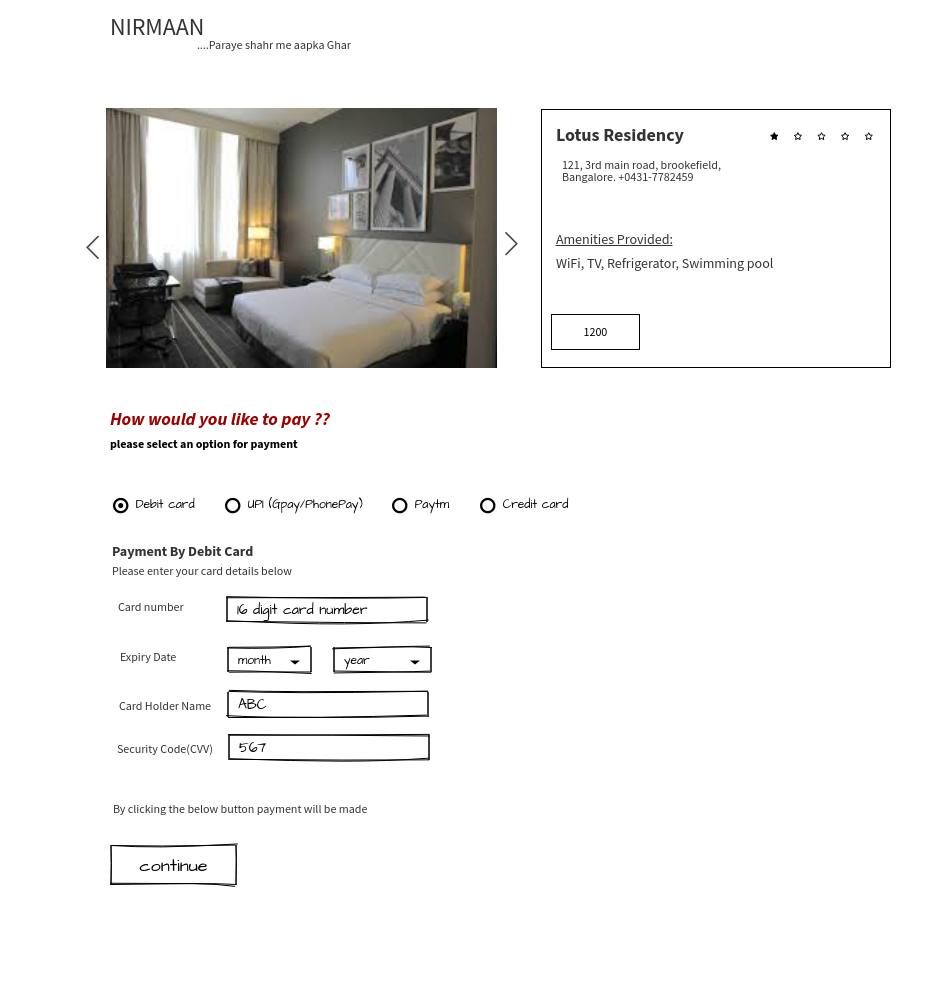 NIRMAAN
....Paraye shahr me aapka Ghar
Lotus Residency
121, 3rd main road, brookefield,
Bangalore. +0431-7782459
Amenities Provided:
WiFi, TV, Refrigerator, Swimming pool
1200
How would you like to pay ??
please select an option for payment
Debit card UPI (Gpay/PhonePay) Paytm Credit card
Payment By Debit Card
Please enter your card details below
Card number 16 digit card number
Expiry Date month year
Card Holder Name ABC
Security Code(CVV) 567
By clicking the below button payment will be made
continue